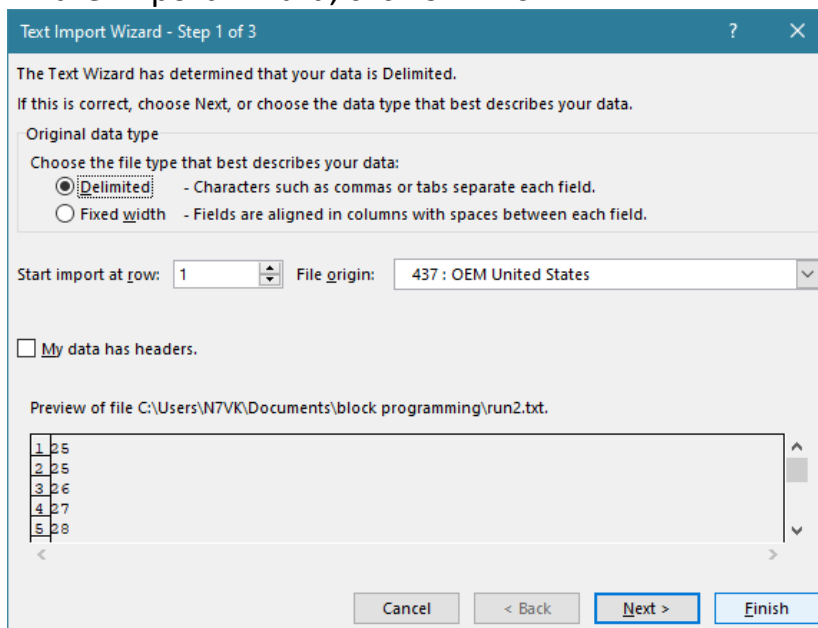 Text Import Wizard - Step 1 of 3
?
The Text Wizard has determined that your data is Delimited.
If this is correct, choose Next, or choose the data type that best describes your data.
Original data type
Choose the file type that best describes your data:
Delimited - Characters such as commas or tabs separate each field.
Fixed width - Fields are aligned in columns with spaces between each field.
Start import at row: 1 File origin: 437 : OEM United States
My data has headers.
Preview of file C:\Users\N7VK\Documents\block programming\run2.txt.
1 25
2 25
3 26
4 27
5 28
Cancel < Back Next > Finish